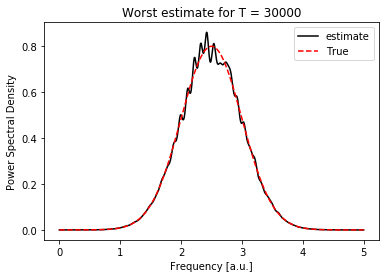 Worst estimate for T = 30000
estimate
True
Power Spectral Density
0.8
0.6
0.4
0.2
0.0
0 1 2 3 4 5
Frequency [a.u.]